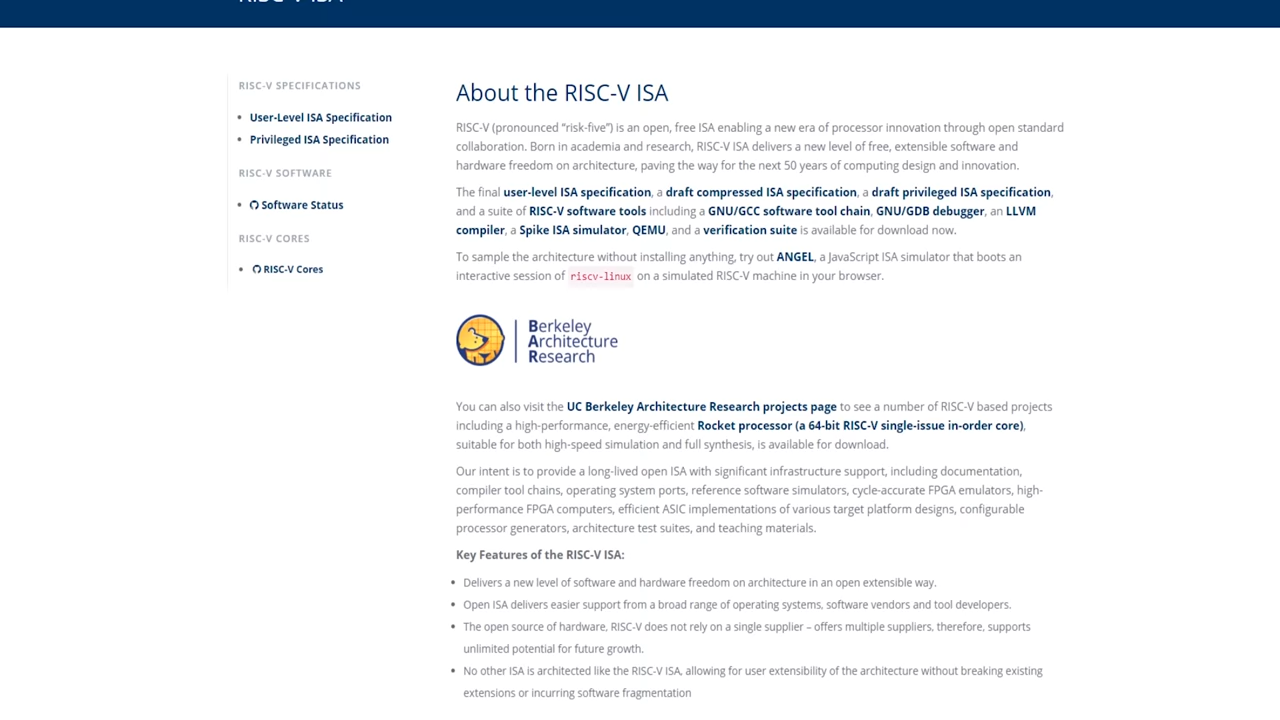 RISC-V ISA
RISC-V SPECIFICATIONS
User-Level ISA Specification
Privileged ISA Specification
RISC-V SOFTWARE
Software Status
RISC-V CORES
RISC-V Cores
About the RISC-V ISA
RISC-V (pronounced “risk-five”) is an open, free ISA enabling a new era of processor innovation through open standard
collaboration. Born in academia and research, RISC-V ISA delivers a new level of free, extensible software and
hardware freedom on architecture, paving the way for the next 50 years of computing design and innovation.
The final user-level ISA specification, a draft compressed ISA specification, a draft privileged ISA specification,
and a suite of RISC-V software tools including a GNU/GCC software tool chain, GNU/GDB debugger, an LLVM
compiler, a Spike ISA simulator, QEMU, and a verification suite is available for download now.
To sample the architecture without installing anything, try out ANGEL, a JavaScript ISA simulator that boots an
interactive session of riscv-linux on a simulated RISC-V machine in your browser.
Berkeley
Architecture
Research
You can also visit the UC Berkeley Architecture Research projects page to see a number of RISC-V based projects
including a high-performance, energy-efficient Rocket processor (a 64-bit RISC-V single-issue in-order core),
suitable for both high-speed simulation and full synthesis, is available for download.
Our intent is to provide a long-lived open ISA with significant infrastructure support, including documentation,
compiler tool chains, operating system ports, reference software simulators, cycle-accurate FPGA emulators, high-
performance FPGA computers, efficient ASIC implementations of various target platform designs, configurable
processor generators, architecture test suites, and teaching materials.
Key Features of the RISC-V ISA:
Delivers a new level of software and hardware freedom on architecture in an open extensible way.
Open ISA delivers easier support from a broad range of operating systems, software vendors and tool developers.
The open source of hardware, RISC-V does not rely on a single supplier – offers multiple suppliers, therefore, supports
unlimited potential for future growth.
No other ISA is architected like the RISC-V ISA, allowing for user extensibility of the architecture without breaking existing
extensions or incurring software fragmentation